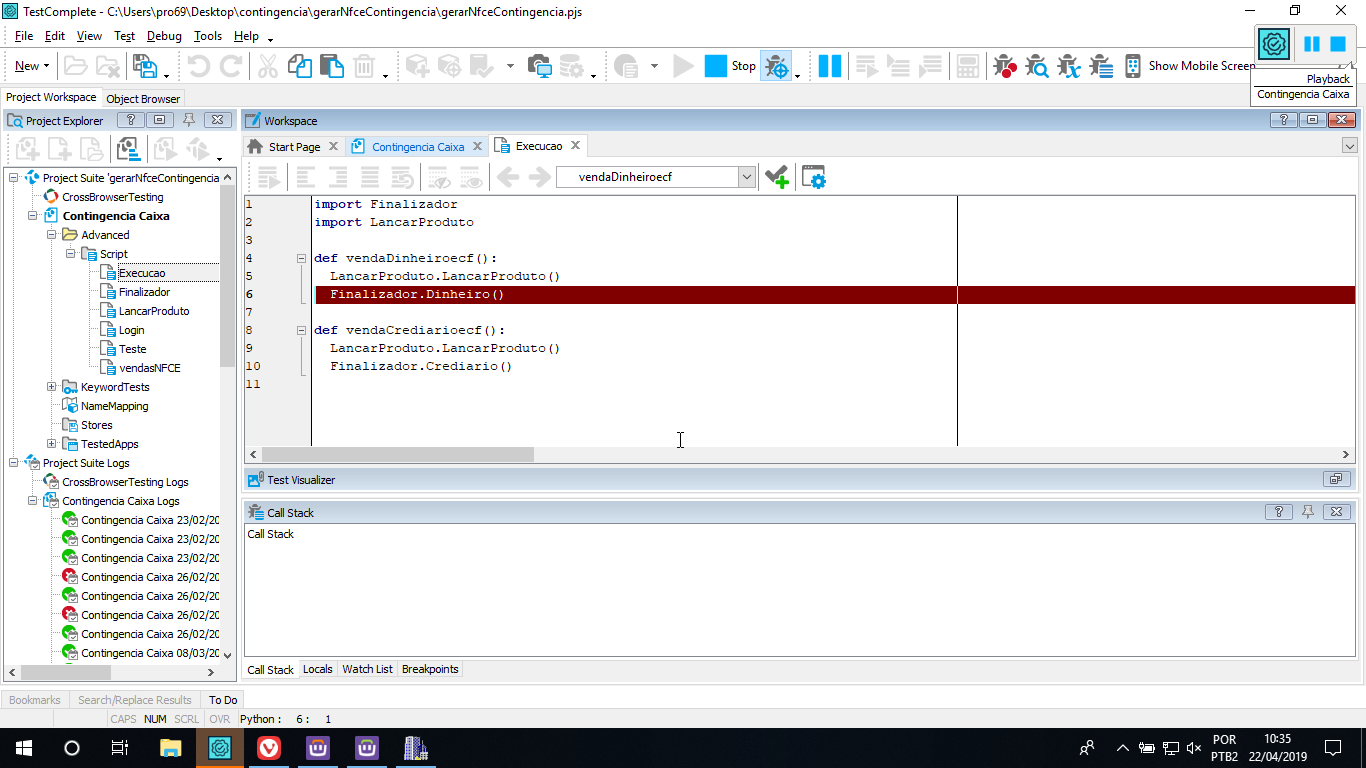 TestComplete - C:\Users\pro69\Desktop\contingencia\gerarNfceContingencia\gerarNfceContingencia.pjs
File Edit View Test Debug Tools Help
New Stop Show Mobile Screen
Playback
Contingencia Caixa
Project Workspace Object Browser
Project Explorer
Workspace
Start Page Contingencia Caixa Execucao
vendaDinheiroecf
Project Suite 'gerarNfceContingencia
CrossBrowserTesting
Contingencia Caixa
Advanced
Script
Execucao
Finalizador
LancarProduto
Login
Teste
vendasNFCE
KeywordTests
NameMapping
Stores
TestedApps
Project Suite Logs
CrossBrowserTesting Logs
Contingencia Caixa Logs
Contingencia Caixa 23/02/20
Contingencia Caixa 23/02/20
Contingencia Caixa 23/02/20
Contingencia Caixa 26/02/20
Contingencia Caixa 26/02/20
Contingencia Caixa 26/02/20
Contingencia Caixa 26/02/20
Contingencia Caixa 08/03/20
1 import Finalizador
2 import LancarProduto
3
4 def vendaDinheiroecf():
5 LancarProduto.LancarProduto()
6 Finalizador.Dinheiro()
7
8 def vendaCrediarioecf():
9 LancarProduto.LancarProduto()
10 Finalizador.Crediario()
11
Test Visualizer
Call Stack
Call Stack
Call Stack Locals Watch List Breakpoints
Bookmarks Search/Replace Results To Do
CAPS NUM SCRL OVR Python : 6 : 1
POR
PTB2
10:35
22/04/2019